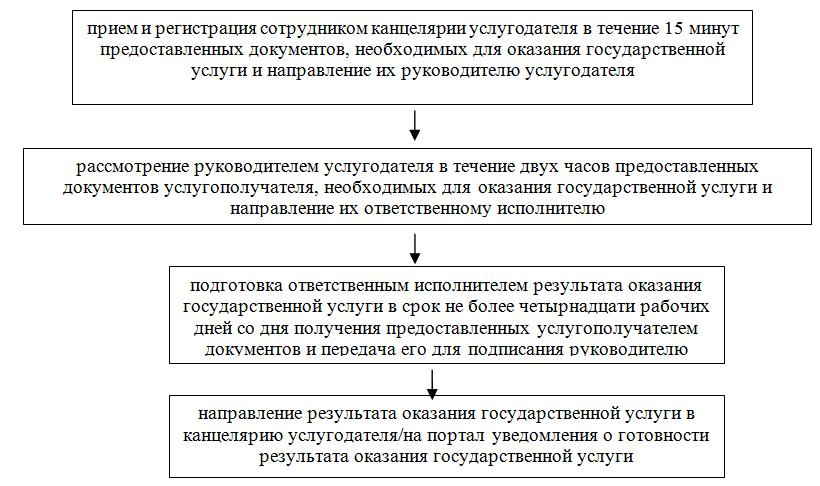 прием и регистрация сотрудником канцелярии услугодателя в течение 15 минут
предоставленных документов, необходимых для оказания государственной
услуги и направление их руководителю услугодателя
рассмотрение руководителем услугодателя в течение двух часов предоставленных
документов услугополучателя, необходимых для оказания государственной услуги и
направление их ответственному исполнителю
подготовка ответственным исполнителем результата оказания
государственной услуги в срок не более четырнадцати рабочих
дней со дня получения предоставленных услугополучателем
документов и передача его для подписания руководителю
направление результата оказания государственной услуги в
канцелярию услугодателя/на портал уведомления о готовности
результата оказания государственной услуги